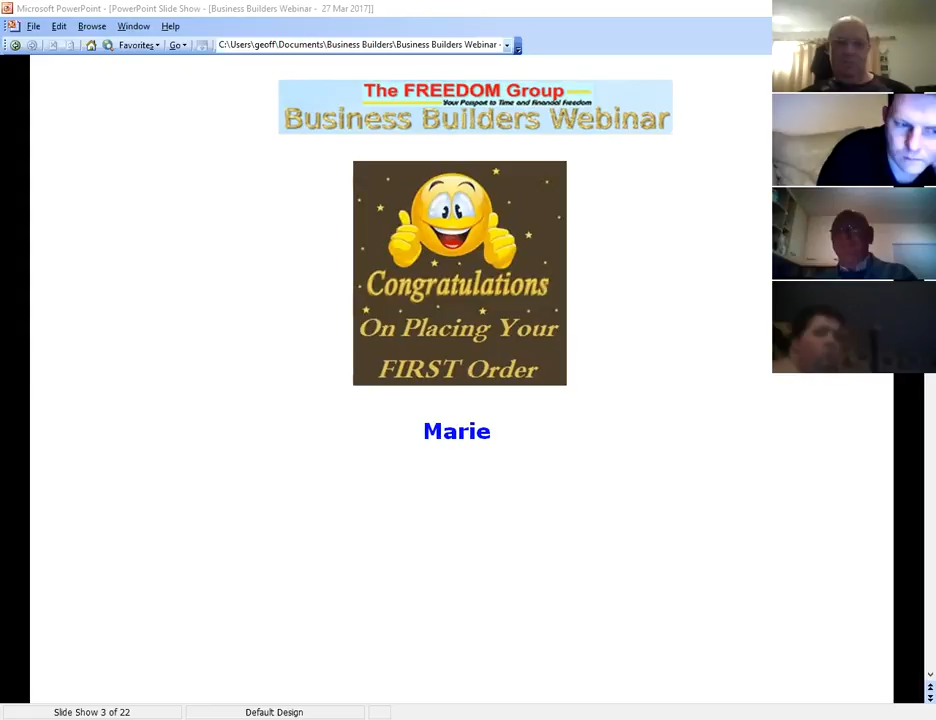 Microsoft PowerPoint - [PowerPoint Slide Show - [Business Builders Webinar - 27 Mar 2017]]
File Edit Browse Window Help
Favorites Go C:\Users\geoff\Documents\Business Builders\Business Builders Webinar -
The FREEDOM Group
Your Passport to Time and Financial Freedom
Business Builders Webinar
Congratulations
On Placing Your
FIRST Order
Marie
Slide Show 3 of 22 Default Design